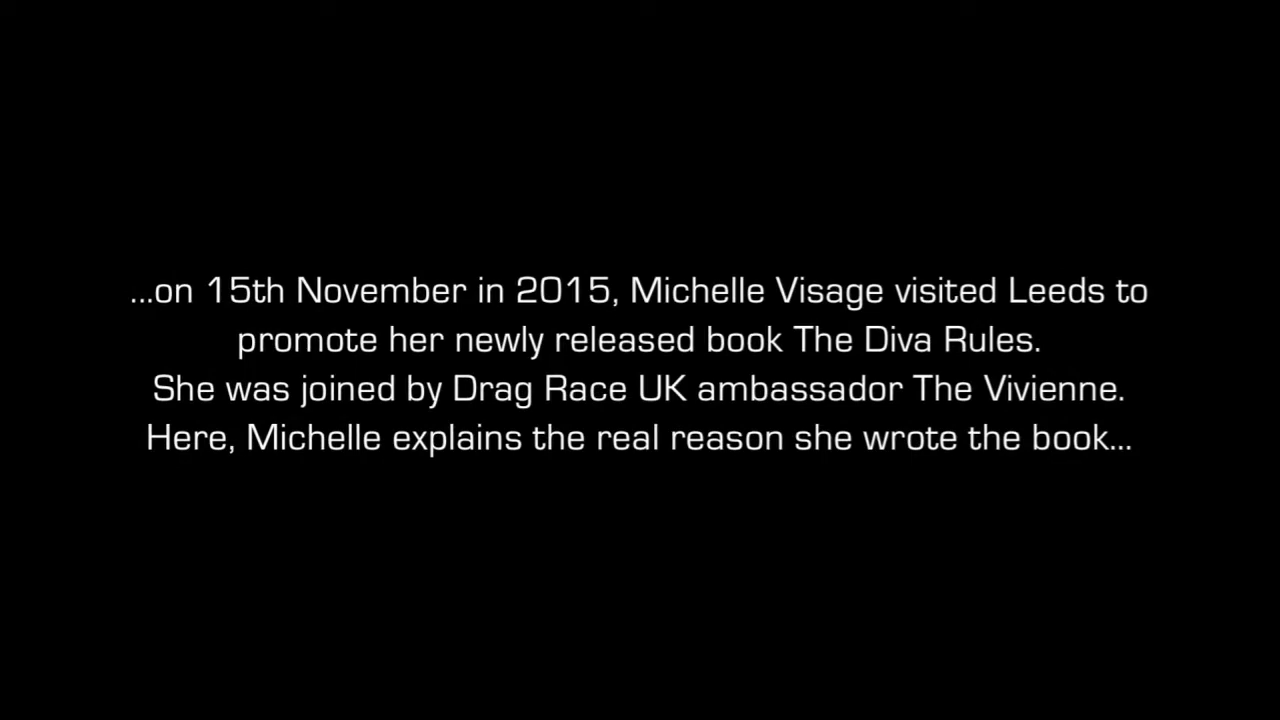 ...on 15th November in 2015, Michelle Visage visited Leeds to
promote her newly released book The Diva Rules.
She was joined by Drag Race UK ambassador The Vivienne.
Here, Michelle explains the real reason she wrote the book...